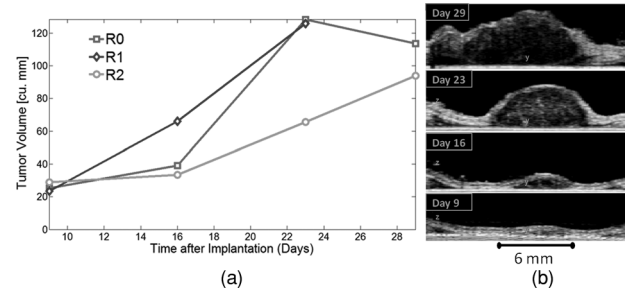 Tumor Volume [cu. mm]
120
100
80
60
40
20
0
R0
R1
R2
10 12 14 16 18 20 22 24 26 28
Time after Implantation (Days)
(a)
Day 29
y
Day 23
Day 16
y
Day 9
z
6 mm
(b)